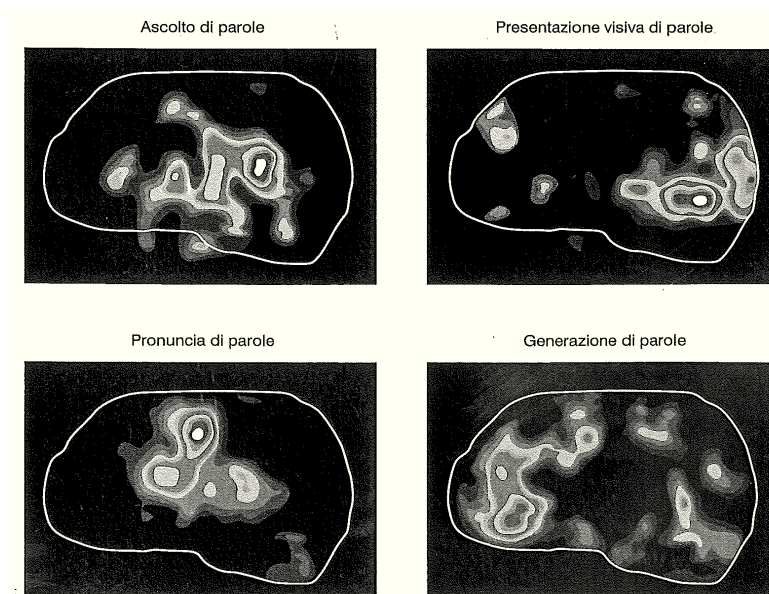 Ascolto di parole
Presentazione visiva di parole
Pronuncia di parole
Generazione di parole